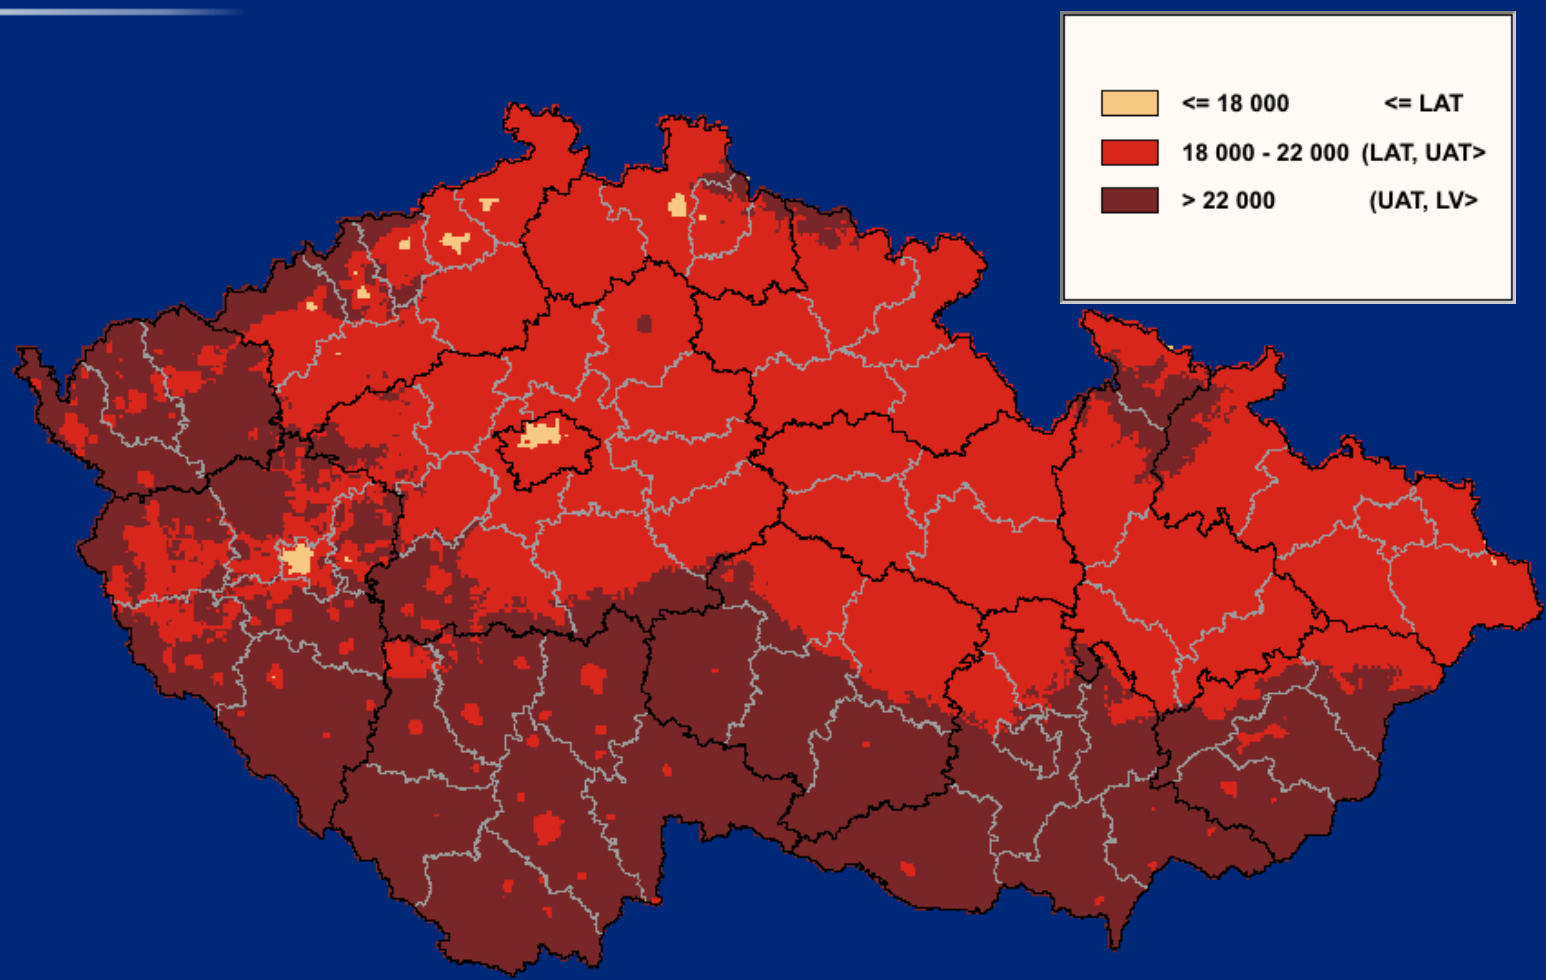 <= 18 000 <= LAT
18 000 - 22 000 (LAT, UAT>
> 22 000 (UAT, LV>